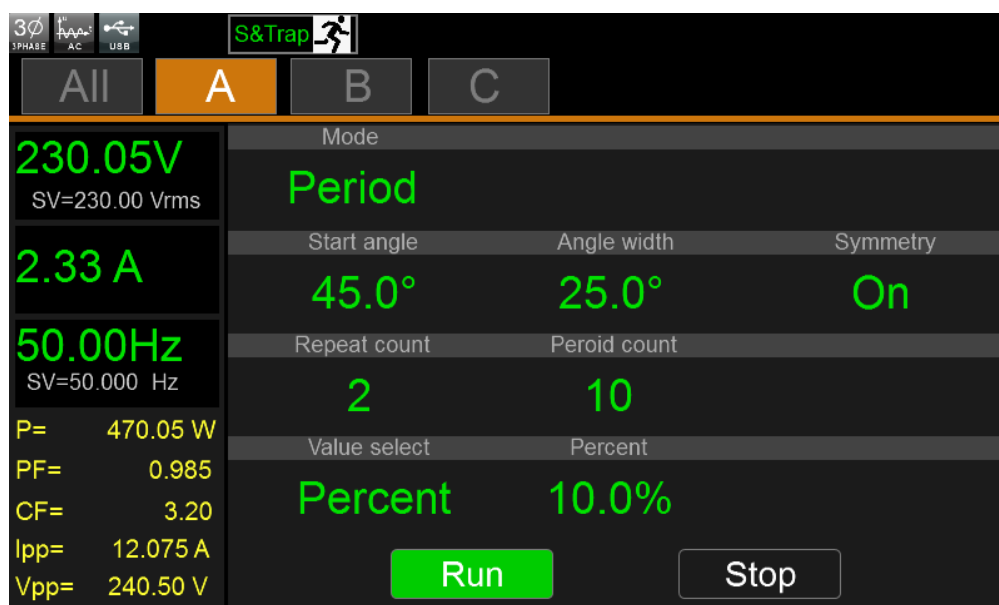 3Ø
3PHASE
AC
USB
S&Trap
All A B C
230.05V
SV=230.00 Vrms
2.33 A
50.00Hz
SV=50.000 Hz
P= 470.05 W
PF= 0.985
CF= 3.20
Ipp= 12.075 A
Vpp= 240.50 V
Mode
Period
Start angle Angle width Symmetry
45.0° 25.0° On
Repeat count Peroid count
2 10
Value select Percent
Percent 10.0%
Run Stop